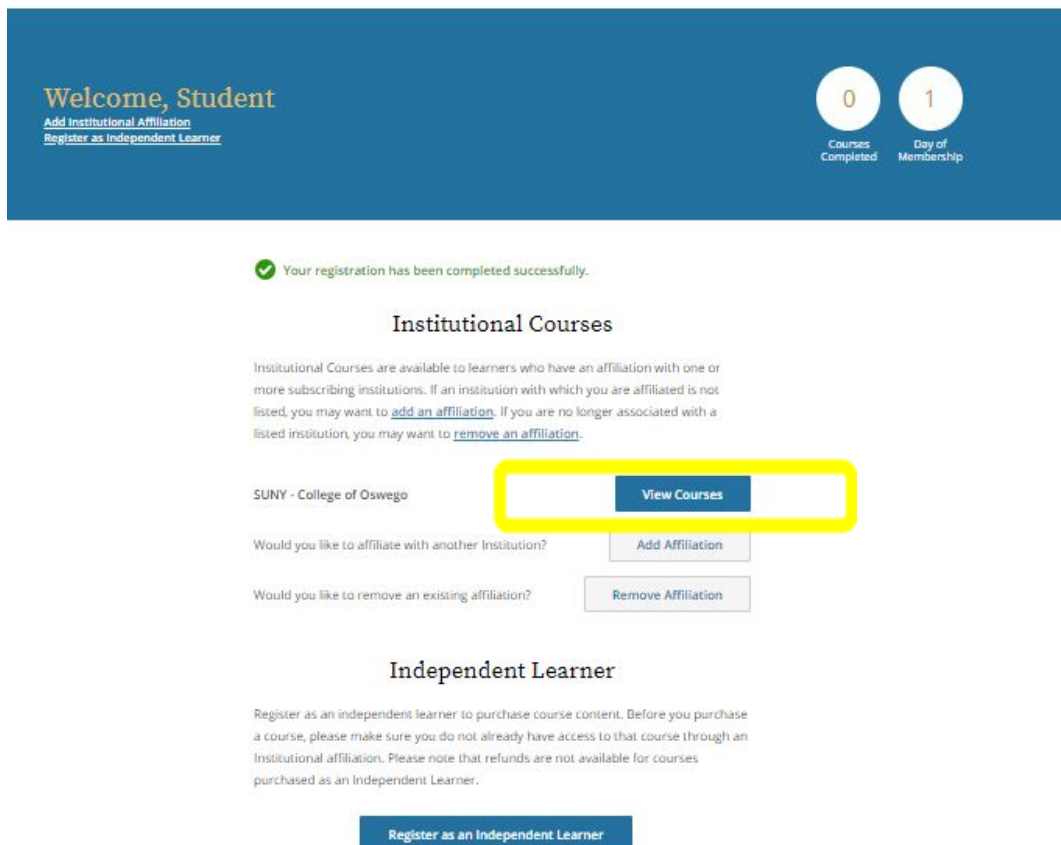 Welcome, Student
Add Institutional Affiliation
Register as Independent Learner
0
Courses
Completed
1
Day of
Membership
Your registration has been completed successfully.
Institutional Courses
Institutional Courses are available to learners who have an affiliation with one or
more subscribing institutions. If an institution with which you are affiliated is not
listed, you may want to add an affiliation. If you are no longer associated with a
listed institution, you may want to remove an affiliation.
SUNY - College of Oswego
View Courses
Would you like to affiliate with another Institution?
Add Affiliation
Would you like to remove an existing affiliation?
Remove Affiliation
Independent Learner
Register as an independent learner to purchase course content. Before you purchase
a course, please make sure you do not already have access to that course through an
Institutional affiliation. Please note that refunds are not available for courses
purchased as an Independent Learner.
Register as an Independent Learner